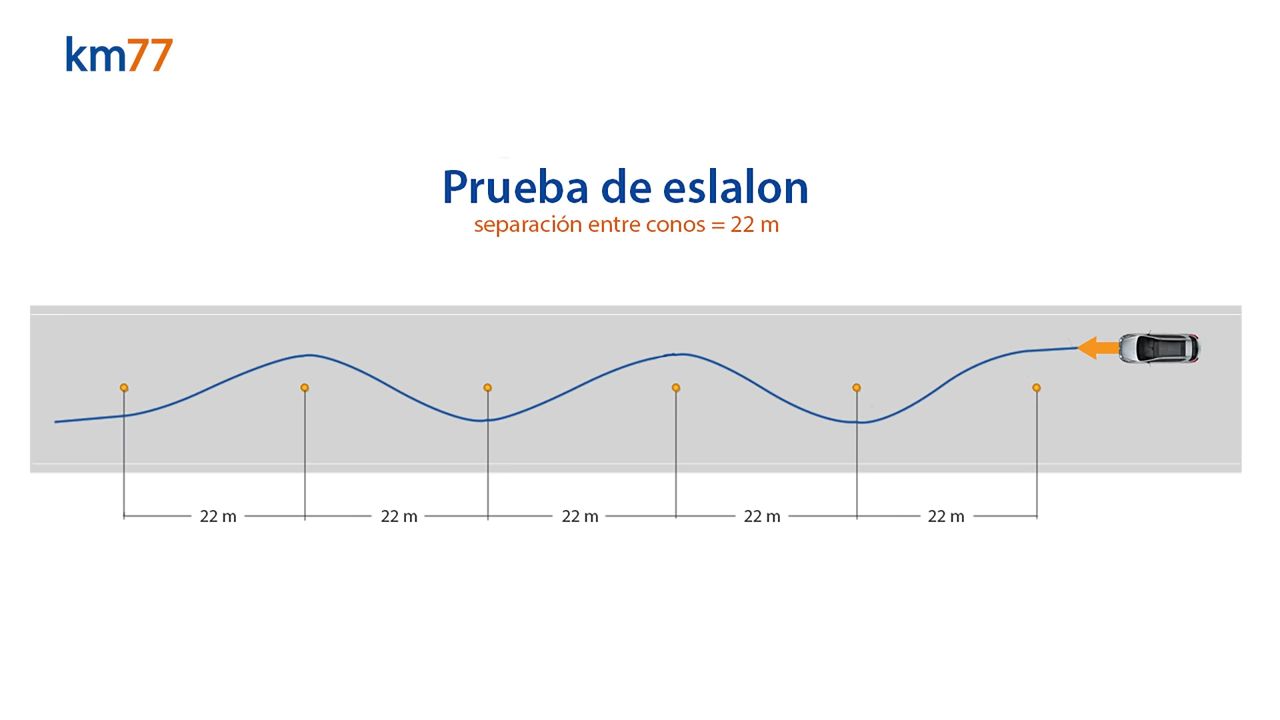 km77
Prueba de eslalon
separación entre conos = 22 m
22 m
22 m
22 m
22 m
22 m